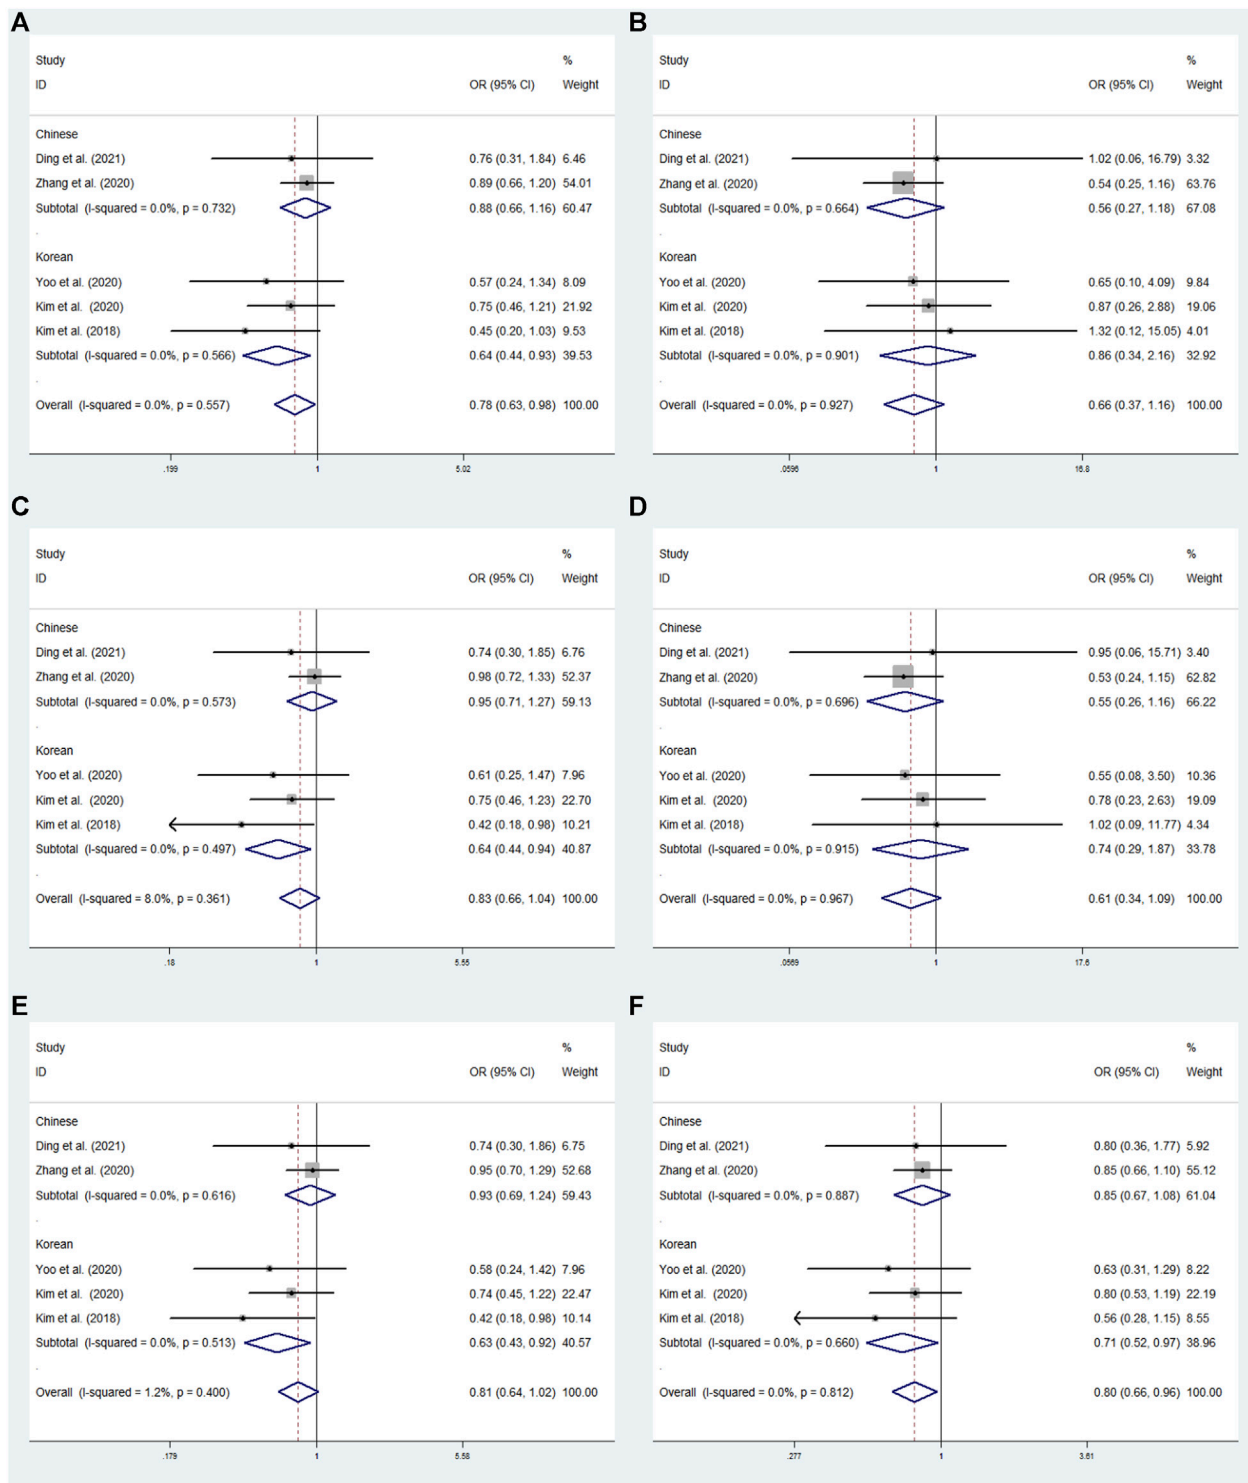 A
Study %
ID OR (95% CI) Weight
Chinese
Ding et al. (2021) 0.76 (0.31, 1.84) 6.46
Zhang et al. (2020) 0.89 (0.66, 1.20) 54.01
Subtotal (I-squared = 0.0%, p = 0.732) 0.88 (0.66, 1.16) 60.47
.
Korean
Yoo et al. (2020) 0.57 (0.24, 1.34) 8.09
Kim et al. (2020) 0.75 (0.46, 1.21) 21.92
Kim et al. (2018) 0.45 (0.20, 1.03) 9.53
Subtotal (I-squared = 0.0%, p = 0.566) 0.64 (0.44, 0.93) 39.53
.
Overall (I-squared = 0.0%, p = 0.557) 0.78 (0.63, 0.98) 100.00
.199 1 5.02
B
Study %
ID OR (95% CI) Weight
Chinese
Ding et al. (2021) 1.02 (0.06, 16.79) 3.32
Zhang et al. (2020) 0.54 (0.25, 1.16) 63.76
Subtotal (I-squared = 0.0%, p = 0.664) 0.56 (0.27, 1.18) 67.08
.
Korean
Yoo et al. (2020) 0.65 (0.10, 4.09) 9.84
Kim et al. (2020) 0.87 (0.26, 2.88) 19.06
Kim et al. (2018) 1.32 (0.12, 15.05) 4.01
Subtotal (I-squared = 0.0%, p = 0.901) 0.86 (0.34, 2.16) 32.92
.
Overall (I-squared = 0.0%, p = 0.927) 0.66 (0.37, 1.16) 100.00
.0596 1 16.8
C
Study %
ID OR (95% CI) Weight
Chinese
Ding et al. (2021) 0.74 (0.30, 1.85) 6.76
Zhang et al. (2020) 0.98 (0.72, 1.33) 52.37
Subtotal (I-squared = 0.0%, p = 0.573) 0.95 (0.71, 1.27) 59.13
.
Korean
Yoo et al. (2020) 0.61 (0.25, 1.47) 7.96
Kim et al. (2020) 0.75 (0.46, 1.23) 22.70
Kim et al. (2018) 0.42 (0.18, 0.98) 10.21
Subtotal (I-squared = 0.0%, p = 0.497) 0.64 (0.44, 0.94) 40.87
.
Overall (I-squared = 8.0%, p = 0.361) 0.83 (0.66, 1.04) 100.00
.18 1 5.55
D
Study %
ID OR (95% CI) Weight
Chinese
Ding et al. (2021) 0.95 (0.06, 15.71) 3.40
Zhang et al. (2020) 0.53 (0.24, 1.15) 62.82
Subtotal (I-squared = 0.0%, p = 0.696) 0.55 (0.26, 1.16) 66.22
.
Korean
Yoo et al. (2020) 0.55 (0.08, 3.50) 10.36
Kim et al. (2020) 0.78 (0.23, 2.63) 19.09
Kim et al. (2018) 1.02 (0.09, 11.77) 4.34
Subtotal (I-squared = 0.0%, p = 0.915) 0.74 (0.29, 1.87) 33.78
.
Overall (I-squared = 0.0%, p = 0.967) 0.61 (0.34, 1.09) 100.00
.0569 1 17.6
E
Study %
ID OR (95% CI) Weight
Chinese
Ding et al. (2021) 0.74 (0.30, 1.86) 6.75
Zhang et al. (2020) 0.95 (0.70, 1.29) 52.68
Subtotal (I-squared = 0.0%, p = 0.616) 0.93 (0.69, 1.24) 59.43
.
Korean
Yoo et al. (2020) 0.58 (0.24, 1.42) 7.96
Kim et al. (2020) 0.74 (0.45, 1.22) 22.47
Kim et al. (2018) 0.42 (0.18, 0.98) 10.14
Subtotal (I-squared = 0.0%, p = 0.513) 0.63 (0.43, 0.92) 40.57
.
Overall (I-squared = 1.2%, p = 0.400) 0.81 (0.64, 1.02) 100.00
.179 1 5.58
F
Study %
ID OR (95% CI) Weight
Chinese
Ding et al. (2021) 0.80 (0.36, 1.77) 5.92
Zhang et al. (2020) 0.85 (0.66, 1.10) 55.12
Subtotal (I-squared = 0.0%, p = 0.887) 0.85 (0.67, 1.08) 61.04
.
Korean
Yoo et al. (2020) 0.63 (0.31, 1.29) 8.22
Kim et al. (2020) 0.80 (0.53, 1.19) 22.19
Kim et al. (2018) 0.56 (0.28, 1.15) 8.55
Subtotal (I-squared = 0.0%, p = 0.660) 0.71 (0.52, 0.97) 38.96
.
Overall (I-squared = 0.0%, p = 0.812) 0.80 (0.66, 0.96) 100.00
.277 1 3.61